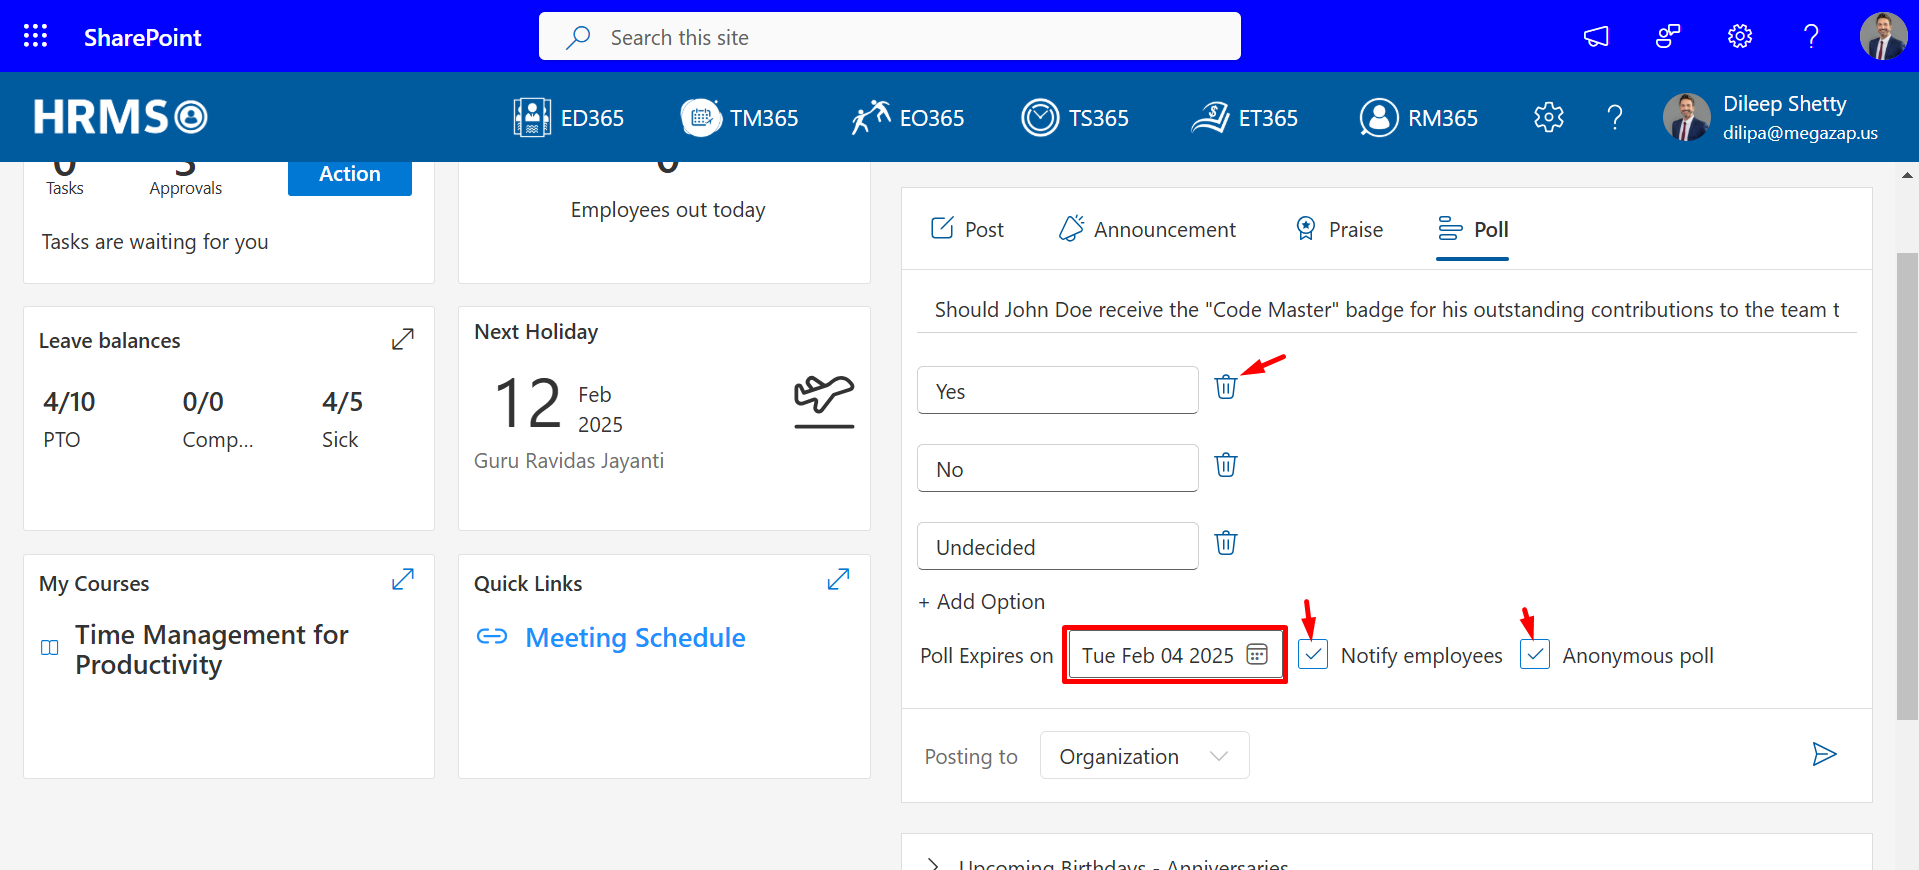 SharePoint
Search this site
HRMS
ED365
TM365
EO365
TS365
ET365
RM365
Dileep Shetty
dilipa@megazap.us
0
Tasks
3
Approvals
Action
Tasks are waiting for you
0
Employees out today
Leave balances
4/10
PTO
0/0
Comp...
4/5
Sick
Next Holiday
12
Feb
2025
Guru Ravidas Jayanti
My Courses
Time Management for
Productivity
Quick Links
Meeting Schedule
Post
Announcement
Praise
Poll
Should John Doe receive the "Code Master" badge for his outstanding contributions to the team t
Yes
No
Undecided
+ Add Option
Poll Expires on
Tue Feb 04 2025
Notify employees
Anonymous poll
Posting to
Organization
Upcoming Birthdays - Anniversaries